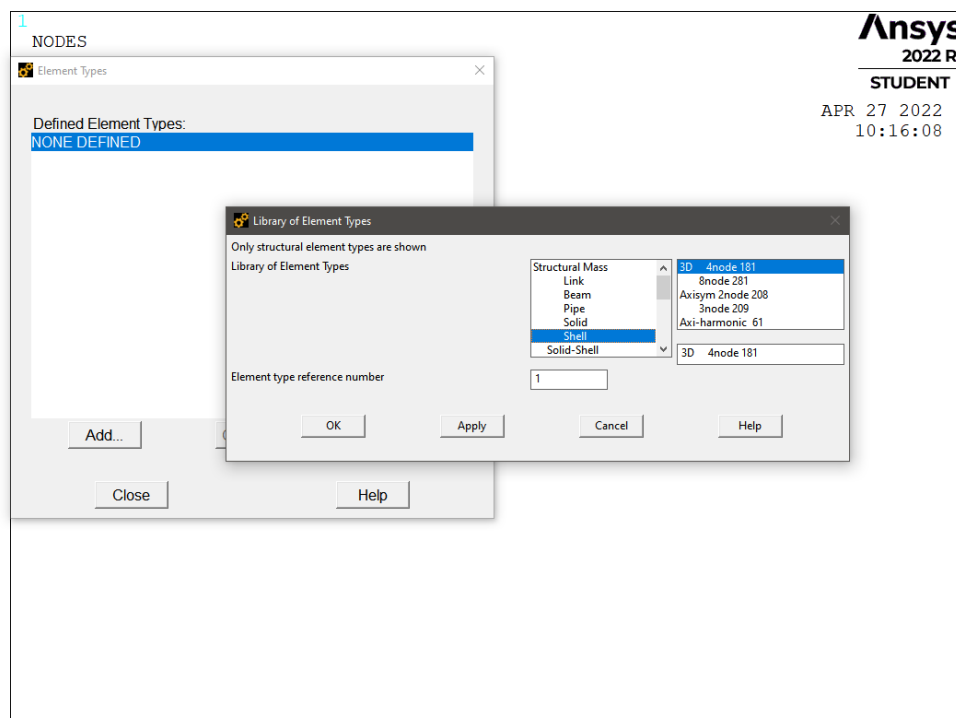 1
NODES
Ansys
2022 R
STUDENT
APR 27 2022
10:16:08
Element Types
Defined Element Types:
NONE DEFINED
Add...
Close
Help
Library of Element Types
Only structural element types are shown
Library of Element Types
Structural Mass
Link
Beam
Pipe
Solid
Shell
Solid-Shell
3D 4node 181
8node 281
Axisym 2node 208
3node 209
Axi-harmonic 61
3D 4node 181
Element type reference number
1
OK
Apply
Cancel
Help